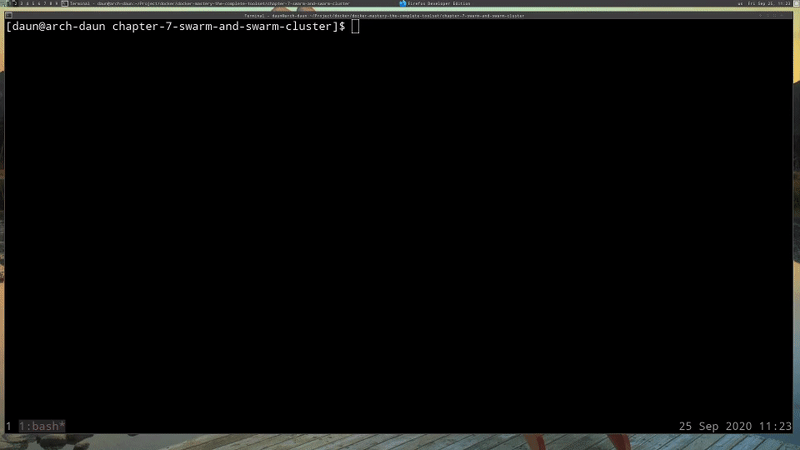 1 2 3 4 5 6 7 8 9 Terminal - daun@arch-daun:~/Project/docker/docker-mastery-the-complete-toolset/chapter-7-swarm-and-swarm-cluster Firefox Developer Edition Fri Sep 25, 11:23
Terminal - daun@arch-daun:~/Project/docker/docker-mastery-the-complete-toolset/chapter-7-swarm-and-swarm-cluster
[daun@arch-daun chapter-7-swarm-and-swarm-cluster]$
1 1:bash* 25 Sep 2020 11:23